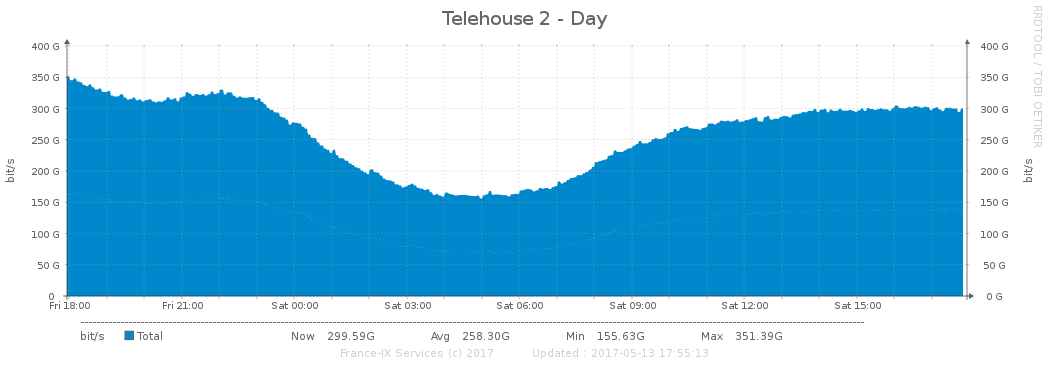 Telehouse 2 - Day
RRDTOOL / TOBI OETIKER
400 G 400 G
350 G 350 G
300 G 300 G
250 G 250 G
200 G 200 G
150 G 150 G
100 G 100 G
50 G 50 G
0 0 G
bit/s bit/s
Fri 18:00 Fri 21:00 Sat 00:00 Sat 03:00 Sat 06:00 Sat 09:00 Sat 12:00 Sat 15:00
bit/s Total Now 299.59G Avg 258.30G Min 155.63G Max 351.39G
France-IX Services (c) 2017 Updated : 2017-05-13 17:55:13